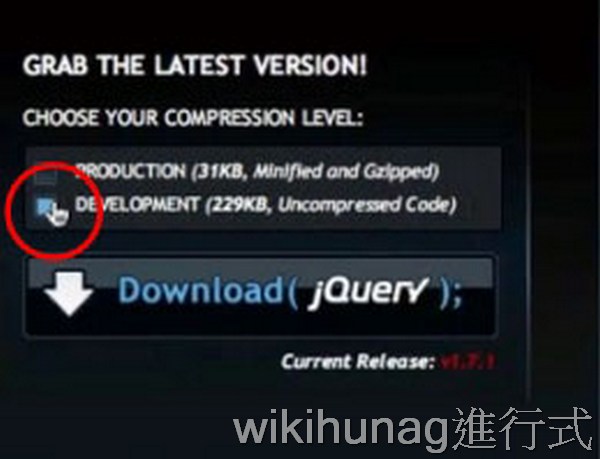 GRAB THE LATEST VERSION!
CHOOSE YOUR COMPRESSION LEVEL:
PRODUCTION (31KB, Minified and Gzipped)
DEVELOPMENT (229KB, Uncompressed Code)
Download( jQuery );
Current Release: v1.7.1
wikihunag進行式